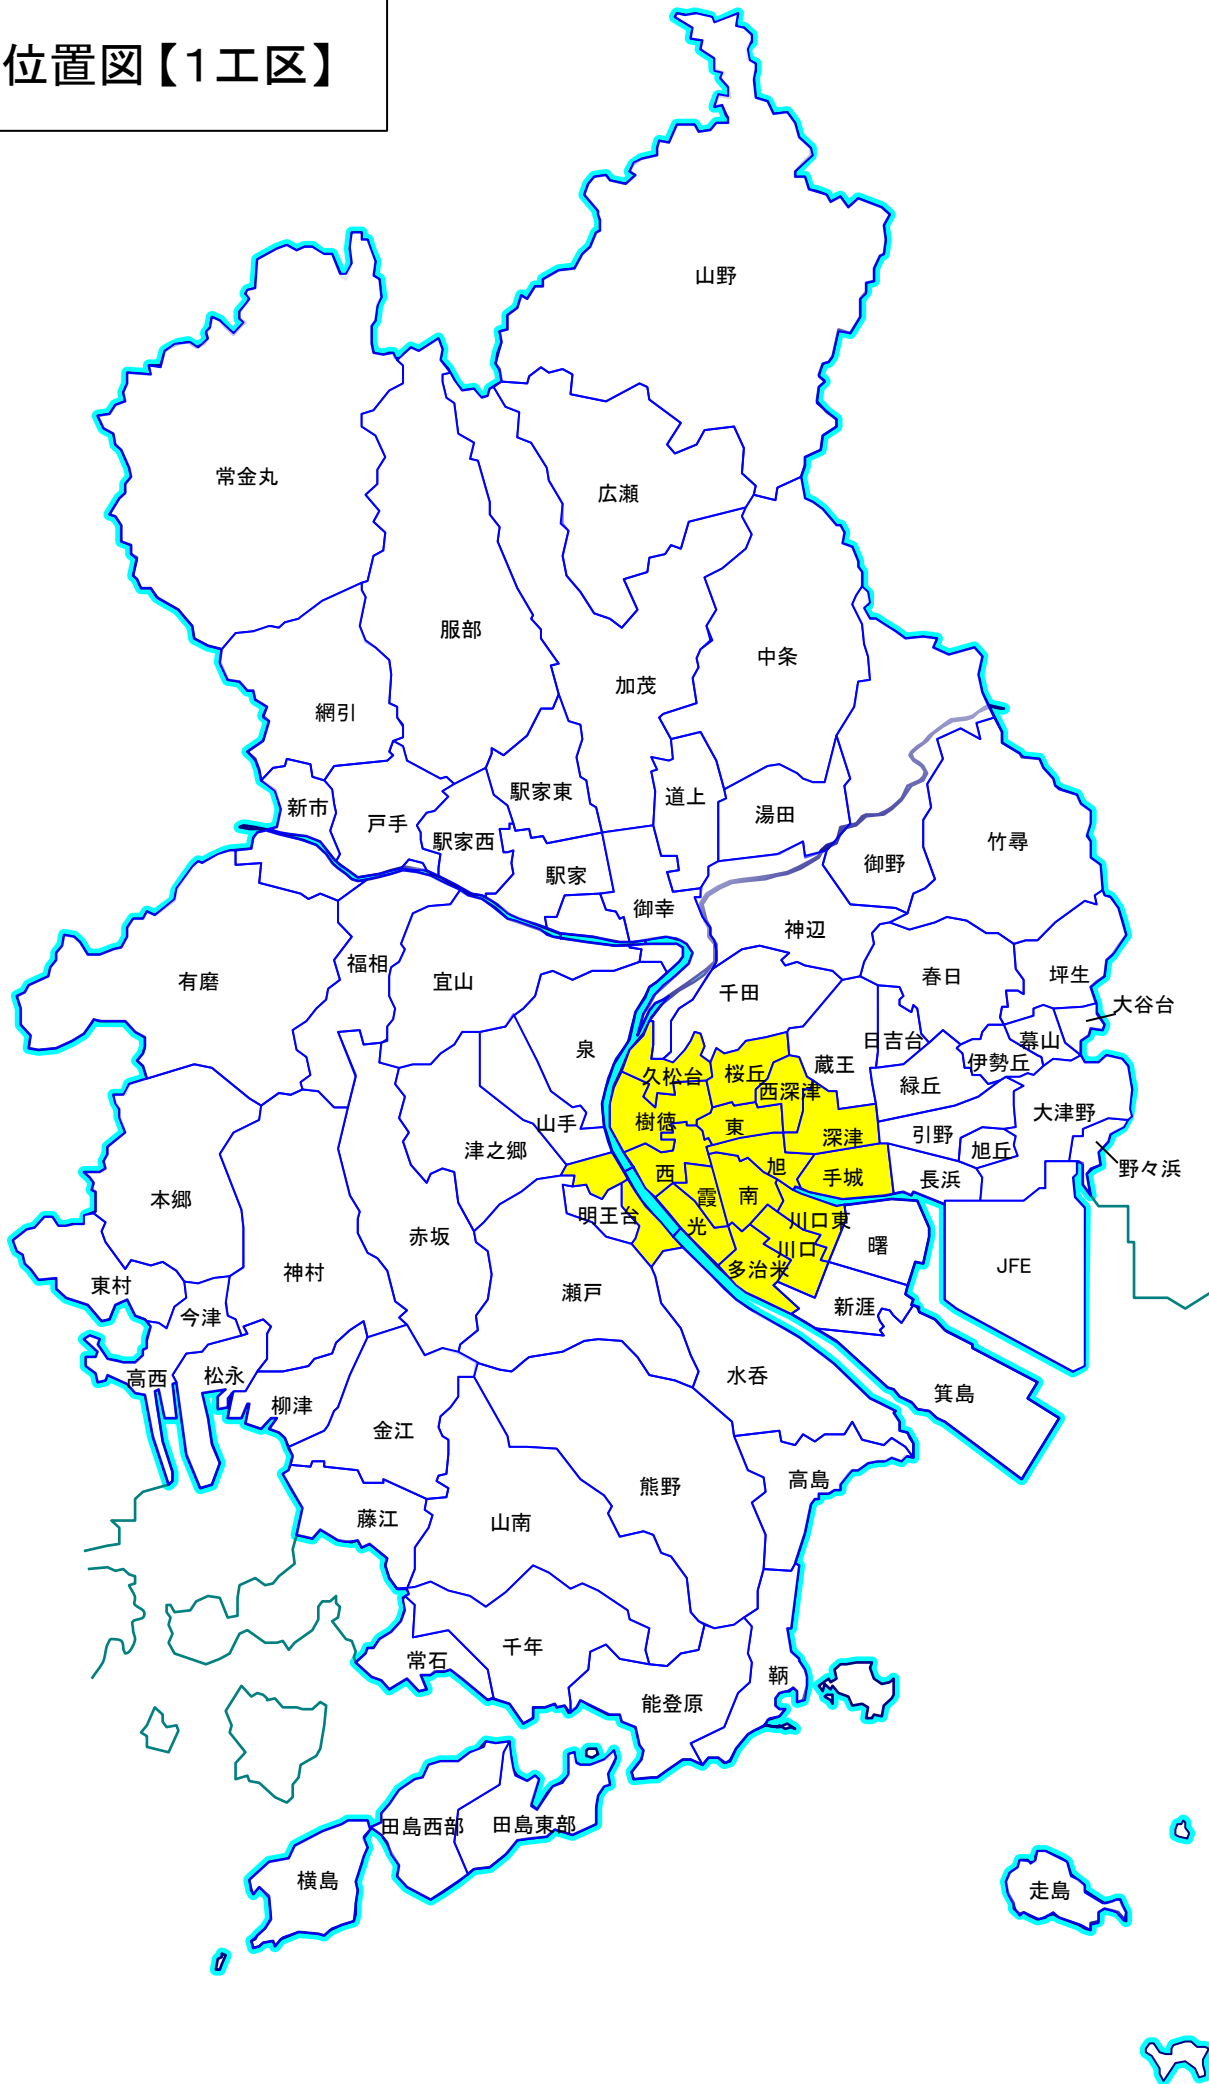 位置図【1工区】
山野
常金丸
広瀬
服部
中条
加茂
網引
駅家東
道上
新市
湯田
戸手
駅家西
竹尋
御野
駅家
御幸
神辺
福相
春日
坪生
有磨
宜山
千田
大谷台
日吉台
幕山
泉
伊勢丘
蔵王
久松台
桜丘
緑丘
西深津
大津野
樹徳
山手
東
引野
深津
津之郷
旭丘
旭
野々浜
西
手城
長浜
南
霞
本郷
明王台
川口東
光
赤坂
曙
川口
JFE
神村
多治米
東村
瀬戸
新涯
今津
水呑
松永
高西
箕島
柳津
金江
高島
熊野
藤江
山南
千年
常石
鞆
能登原
田島東部
田島西部
横島
走島